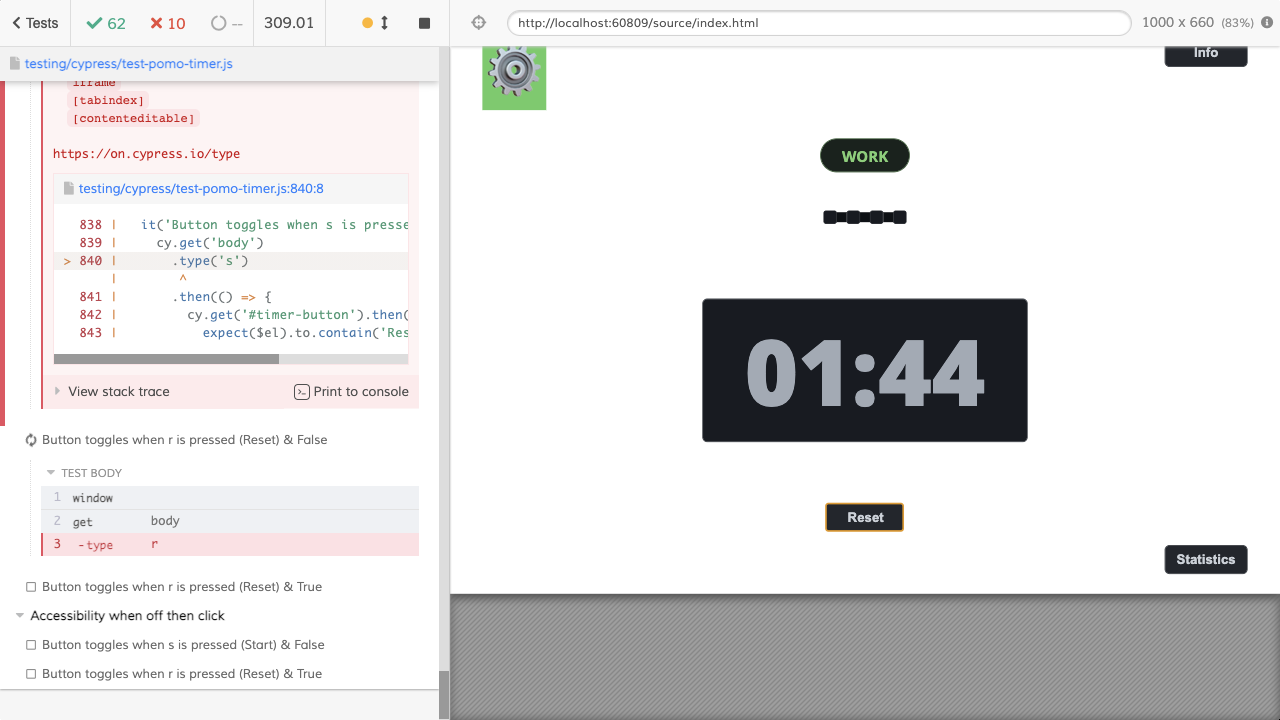 Tests
62
10
--
309.01
http://localhost:60809/source/index.html
1000 x 660 (83%)
testing/cypress/test-pomo-timer.js
iframe
[tabindex]
[contenteditable]
https://on.cypress.io/type
testing/cypress/test-pomo-timer.js:840:8
838 | it('Button toggles when s is presse
839 | cy.get('body')
> 840 | .type('s')
| ^
841 | .then(() => {
842 | cy.get('#timer-button').then(
843 | expect($el).to.contain('Res
View stack trace
Print to console
Button toggles when r is pressed (Reset) & False
TEST BODY
1 window
2 get body
3 -type r
Button toggles when r is pressed (Reset) & True
Accessibility when off then click
Button toggles when s is pressed (Start) & False
Button toggles when r is pressed (Reset) & True
Info
WORK
01:44
Reset
Statistics